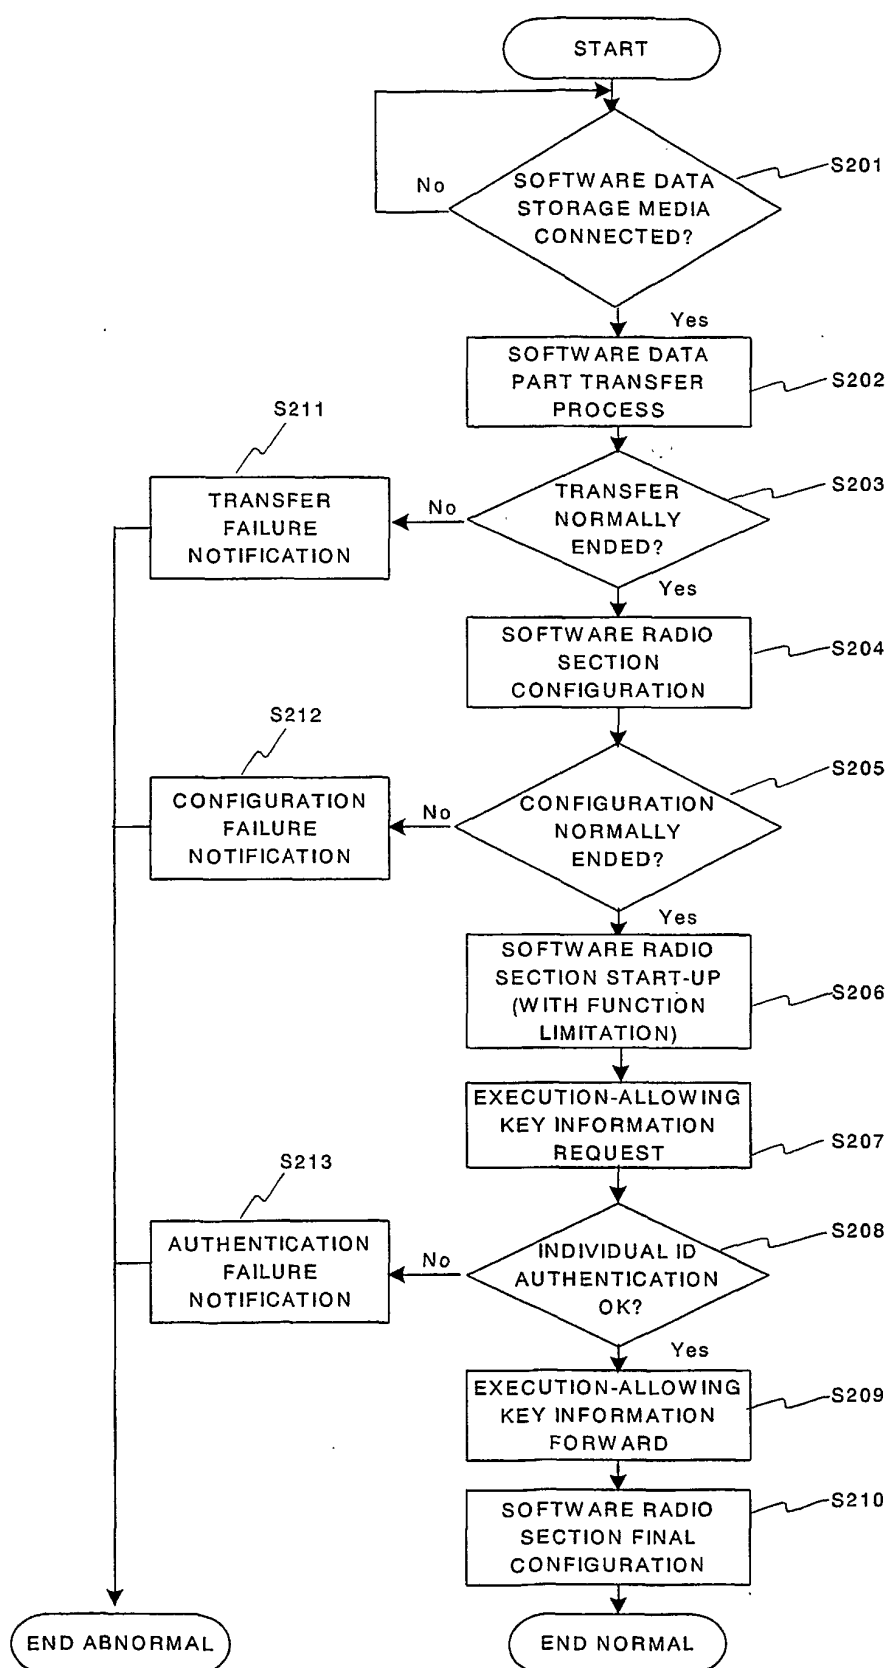 START
S201
SOFTWARE DATA
STORAGE MEDIA
CONNECTED?
No
Yes
SOFTWARE DATA
PART TRANSFER
PROCESS
S202
S211
TRANSFER
FAILURE
NOTIFICATION
No
TRANSFER
NORMALLY
ENDED?
S203
Yes
SOFTWARE RADIO
SECTION
CONFIGURATION
S204
S212
CONFIGURATION
FAILURE
NOTIFICATION
No
CONFIGURATION
NORMALLY
ENDED?
S205
Yes
SOFTWARE RADIO
SECTION START-UP
(WITH FUNCTION
LIMITATION)
S206
EXECUTION-ALLOWING
KEY INFORMATION
REQUEST
S207
S213
AUTHENTICATION
FAILURE
NOTIFICATION
No
INDIVIDUAL ID
AUTHENTICATION
OK?
S208
Yes
EXECUTION-ALLOWING
KEY INFORMATION
FORWARD
S209
SOFTWARE RADIO
SECTION FINAL
CONFIGURATION
S210
END ABNORMAL
END NORMAL